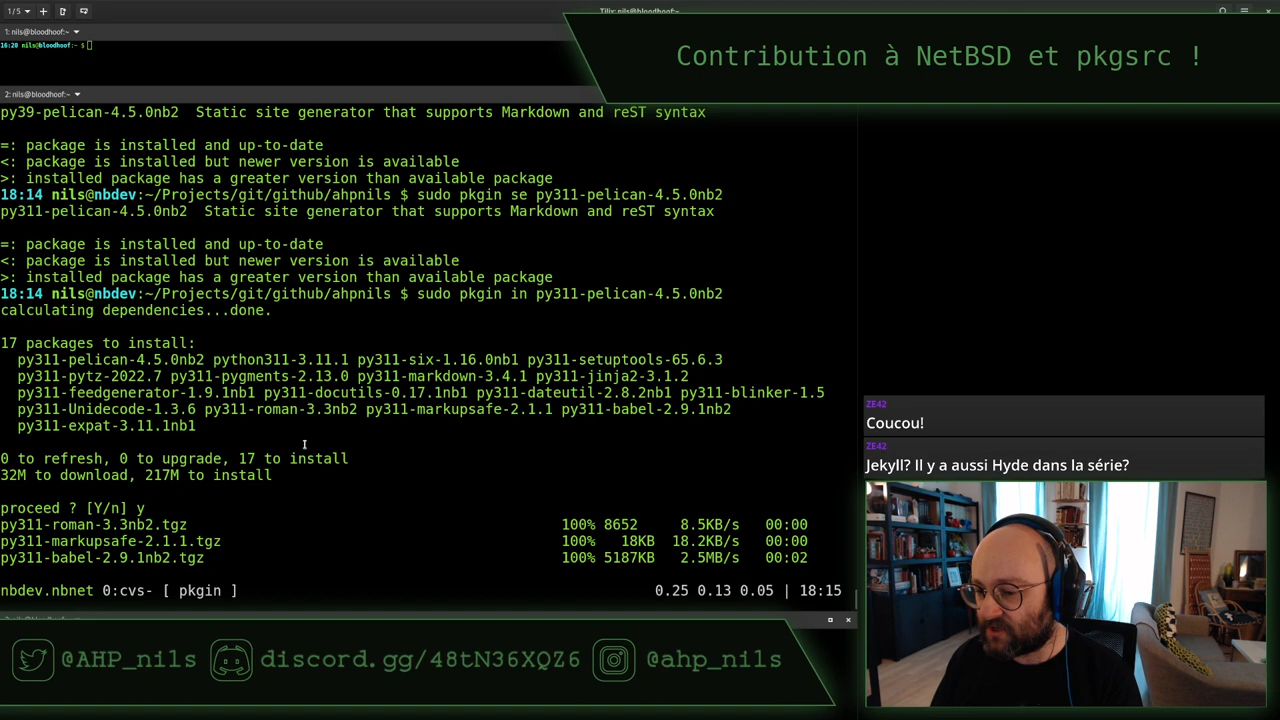 1 / 5
Tilix: nils@bloodhoof:~
1: nils@bloodhoof:~
16:20 nils@bloodhoof:~ $
Contribution à NetBSD et pkgsrc !
2: nils@bloodhoof:~
py39-pelican-4.5.0nb2  Static site generator that supports Markdown and reST syntax
=: package is installed and up-to-date
<: package is installed but newer version is available
>: installed package has a greater version than available package
18:14 nils@nbdev:~/Projects/git/github/ahpnils $ sudo pkgin se py311-pelican-4.5.0nb2
py311-pelican-4.5.0nb2  Static site generator that supports Markdown and reST syntax
=: package is installed and up-to-date
<: package is installed but newer version is available
>: installed package has a greater version than available package
18:14 nils@nbdev:~/Projects/git/github/ahpnils $ sudo pkgin in py311-pelican-4.5.0nb2
calculating dependencies...done.
17 packages to install:
py311-pelican-4.5.0nb2 python311-3.11.1 py311-six-1.16.0nb1 py311-setuptools-65.6.3
py311-pytz-2022.7 py311-pygments-2.13.0 py311-markdown-3.4.1 py311-jinja2-3.1.2
py311-feedgenerator-1.9.1nb1 py311-docutils-0.17.1nb1 py311-dateutil-2.8.2nb1 py311-blinker-1.5
py311-Unidecode-1.3.6 py311-roman-3.3nb2 py311-markupsafe-2.1.1 py311-babel-2.9.1nb2
py311-expat-3.11.1nb1
0 to refresh, 0 to upgrade, 17 to install
32M to download, 217M to install
proceed ? [Y/n] y
py311-roman-3.3nb2.tgz 100% 8652 8.5KB/s 00:00
py311-markupsafe-2.1.1.tgz 100% 18KB 18.2KB/s 00:00
py311-babel-2.9.1nb2.tgz 100% 5187KB 2.5MB/s 00:02
nbdev.nbnet 0:cvs- [ pkgin ] 0.25 0.13 0.05 | 18:15
ZE42
Coucou!
ZE42
Jekyll? Il y a aussi Hyde dans la série?
@AHP_nils discord.gg/48tN36XQZ6 @ahp_nils